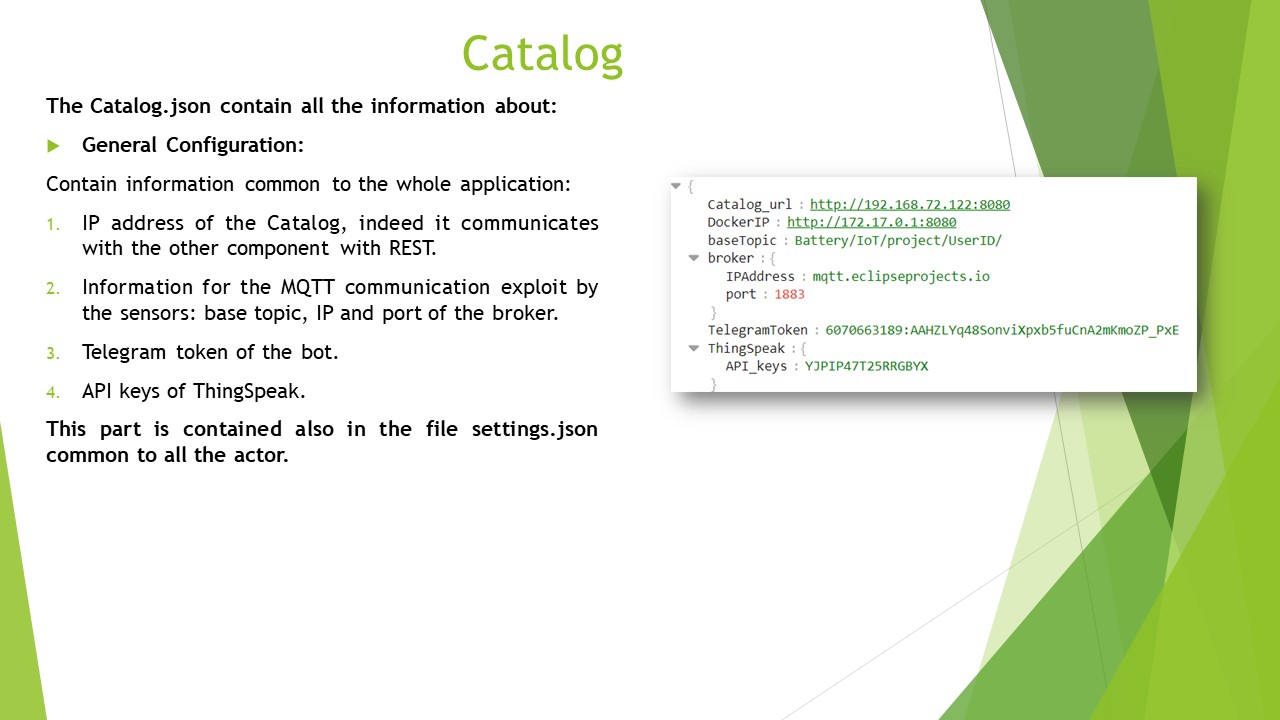 Catalog
The Catalog.json contain all the information about:
General Configuration:
Contain information common to the whole application:
1. IP address of the Catalog, indeed it communicates
with the other component with REST.
2. Information for the MQTT communication exploit by
the sensors: base topic, IP and port of the broker.
3. Telegram token of the bot.
4. API keys of ThingSpeak.
This part is contained also in the file settings.json
common to all the actor.
{
Catalog_url : http://192.168.72.122:8080
DockerIP : http://172.17.0.1:8080
baseTopic : Battery/IoT/project/UserID/
broker : {
IPAddress : mqtt.eclipseprojects.io
port : 1883
}
TelegramToken : 6070663189:AAHZLYq48SonviXpxb5fuCnA2mKmoZP_PxE
ThingSpeak : {
API_keys : YJPIP47T25RRGBYX
}